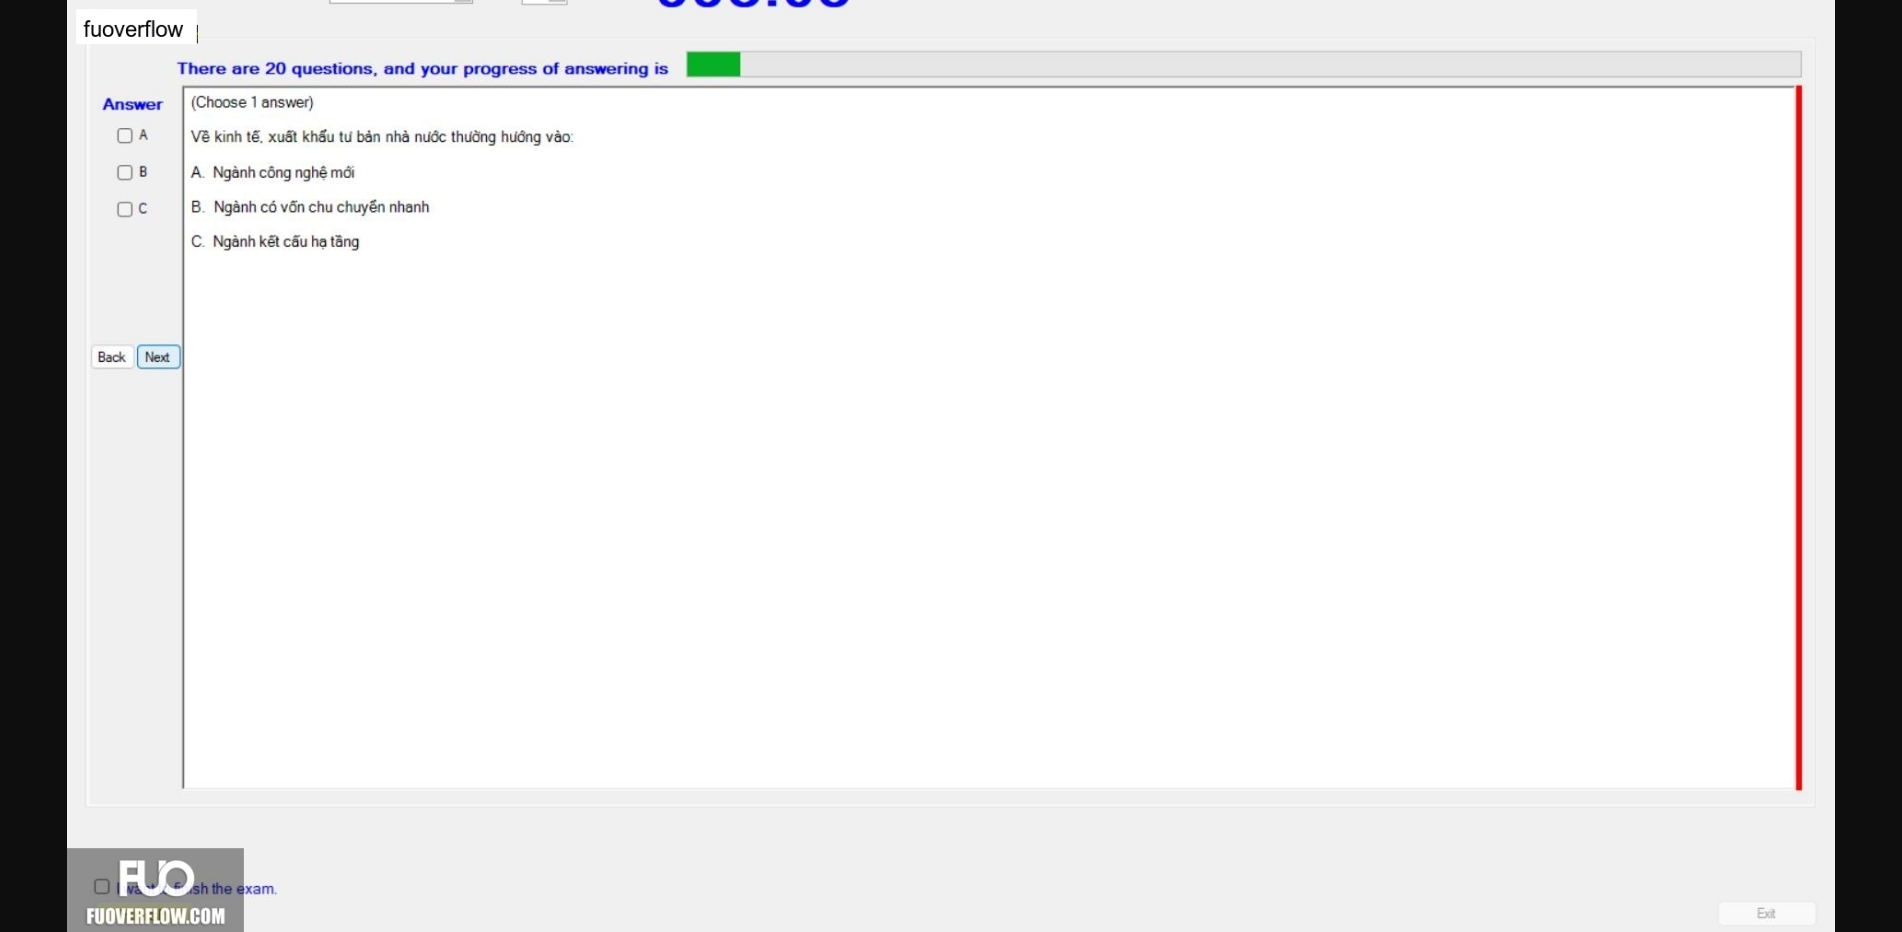 fuoverflow
There are 20 questions, and your progress of answering is
Answer
(Choose 1 answer)
A
Về kinh tế, xuất khẩu tư bản nhà nước thường hướng vào:
B
A. Ngành công nghệ mới
C
B. Ngành có vốn chu chuyển nhanh
C. Ngành kết cấu hạ tầng
Back Next
FUO
I want finish the exam.
FUOVERFLOW.COM
Exit